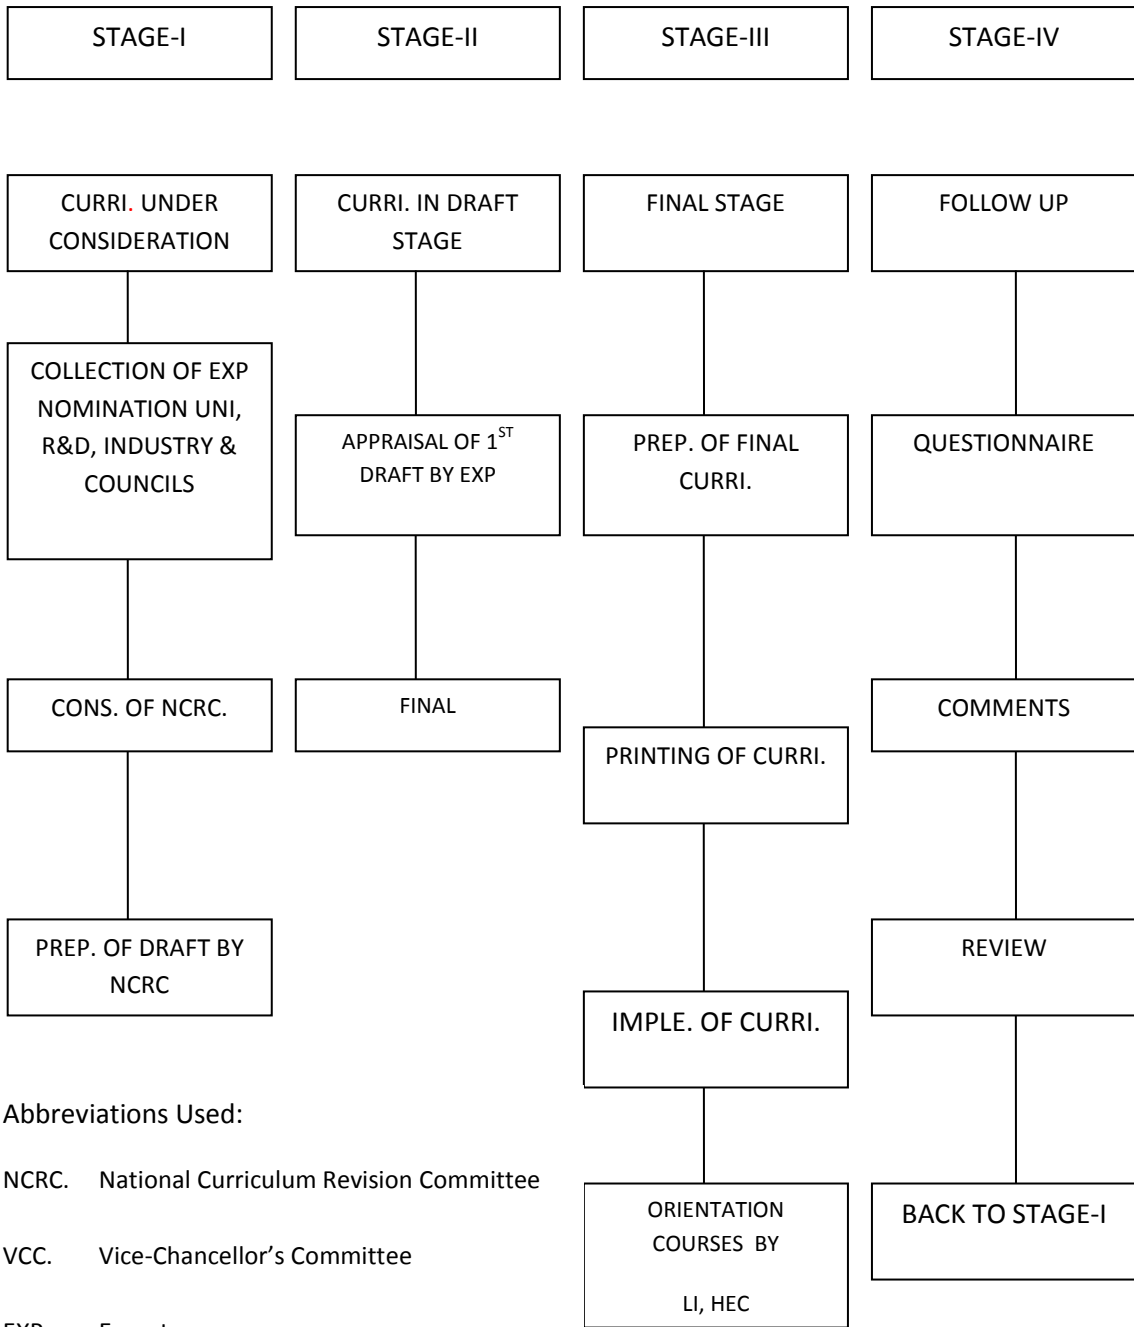 STAGE-I
CURRI. UNDER
CONSIDERATION
COLLECTION OF EXP
NOMINATION UNI,
R&D, INDUSTRY &
COUNCILS
CONS. OF NCRC.
PREP. OF DRAFT BY
NCRC
STAGE-II
CURRI. IN DRAFT
STAGE
APPRAISAL OF 1ST
DRAFT BY EXP
FINAL
STAGE-III
FINAL STAGE
PREP. OF FINAL
CURRI.
PRINTING OF CURRI.
IMPLE. OF CURRI.
ORIENTATION
COURSES BY
LI, HEC
STAGE-IV
FOLLOW UP
QUESTIONNAIRE
COMMENTS
REVIEW
BACK TO STAGE-I
Abbreviations Used:
NCRC. National Curriculum Revision Committee
VCC. Vice-Chancellor’s Committee